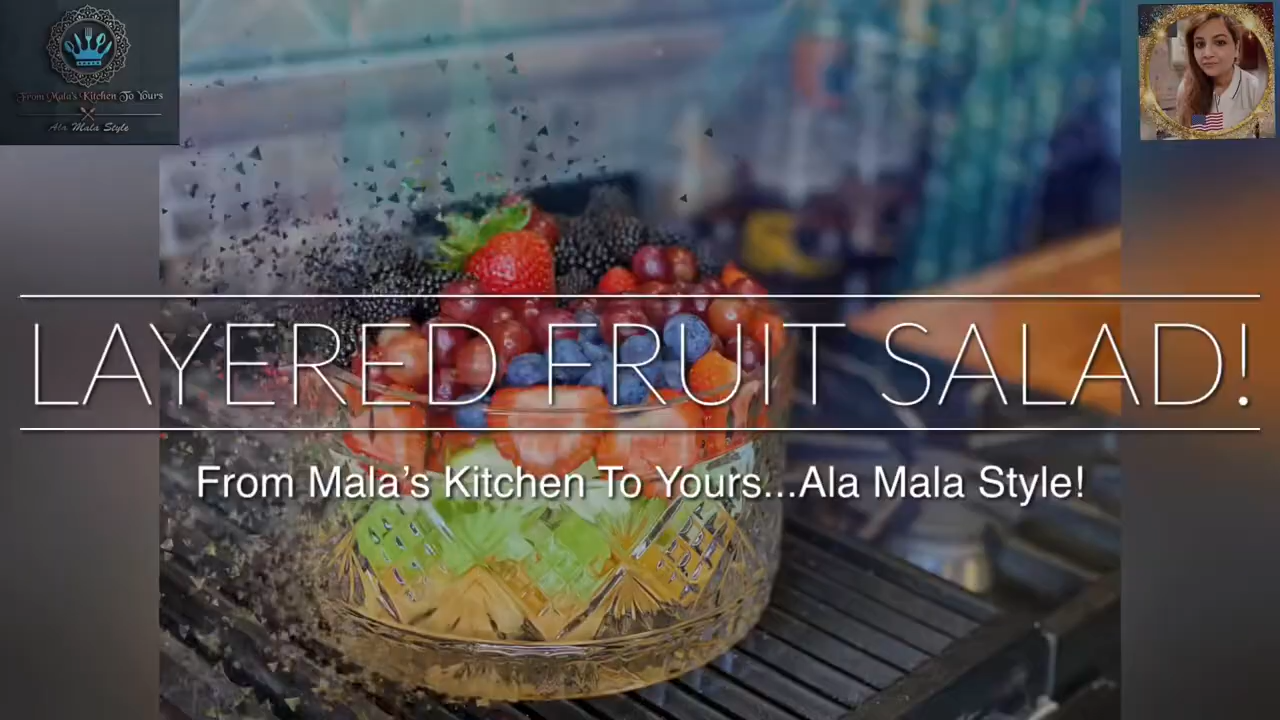 From Mala's Kitchen To Yours
Ala Mala Style
LAYERED FRUIT SALAD!
From Mala’s Kitchen To Yours...Ala Mala Style!